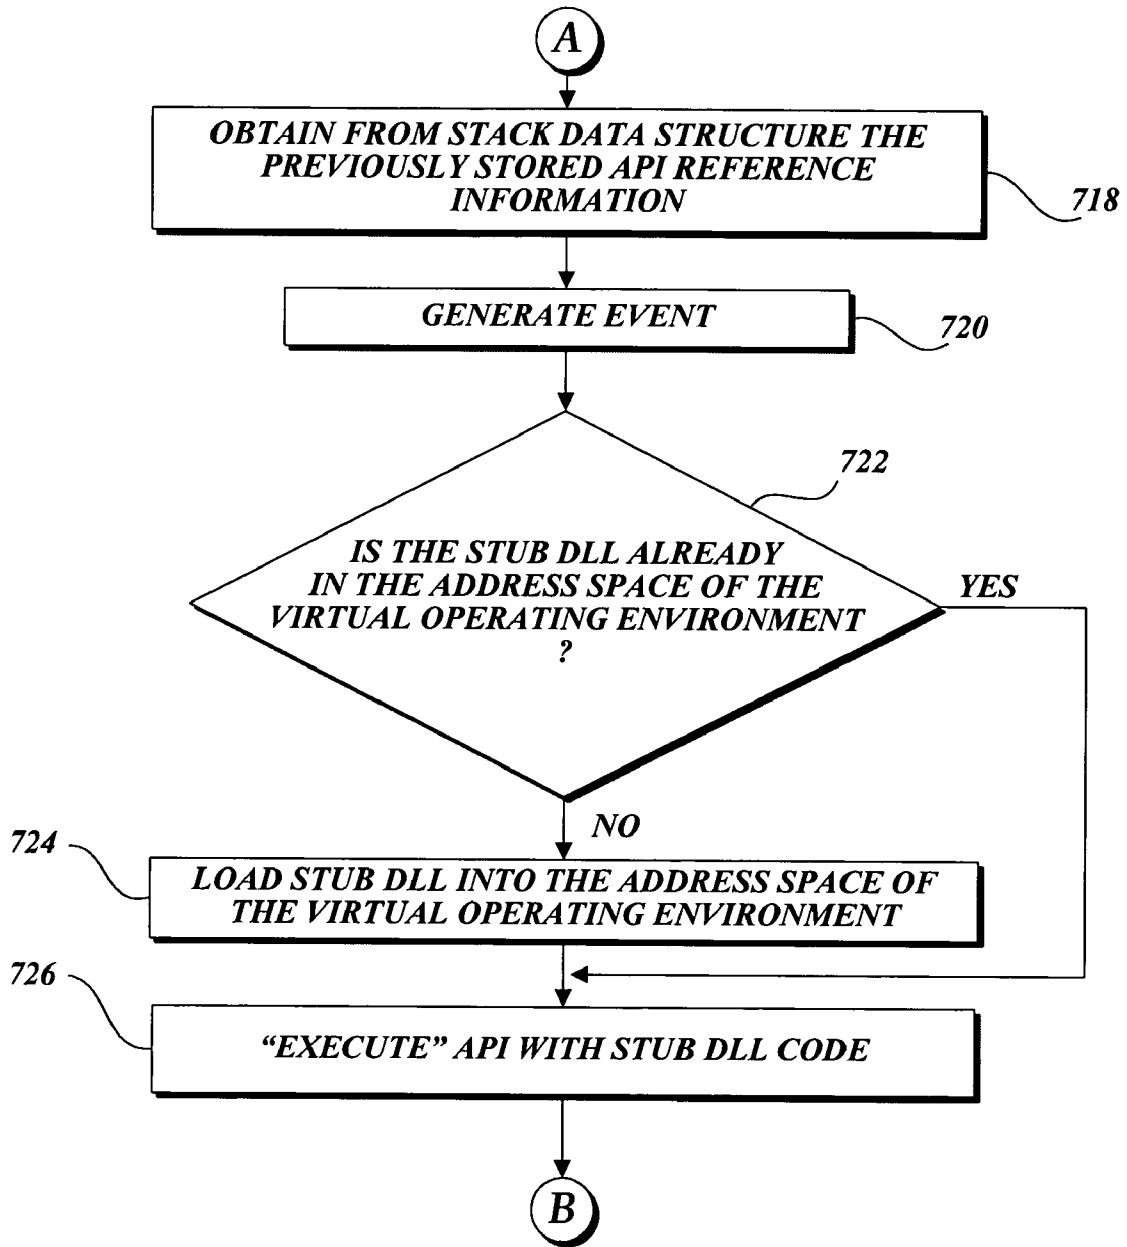 A
OBTAIN FROM STACK DATA STRUCTURE THE
PREVIOUSLY STORED API REFERENCE
INFORMATION
718
GENERATE EVENT
720
722
IS THE STUB DLL ALREADY
IN THE ADDRESS SPACE OF THE
VIRTUAL OPERATING ENVIRONMENT
?
YES
NO
724
LOAD STUB DLL INTO THE ADDRESS SPACE OF
THE VIRTUAL OPERATING ENVIRONMENT
726
“EXECUTE” API WITH STUB DLL CODE
B